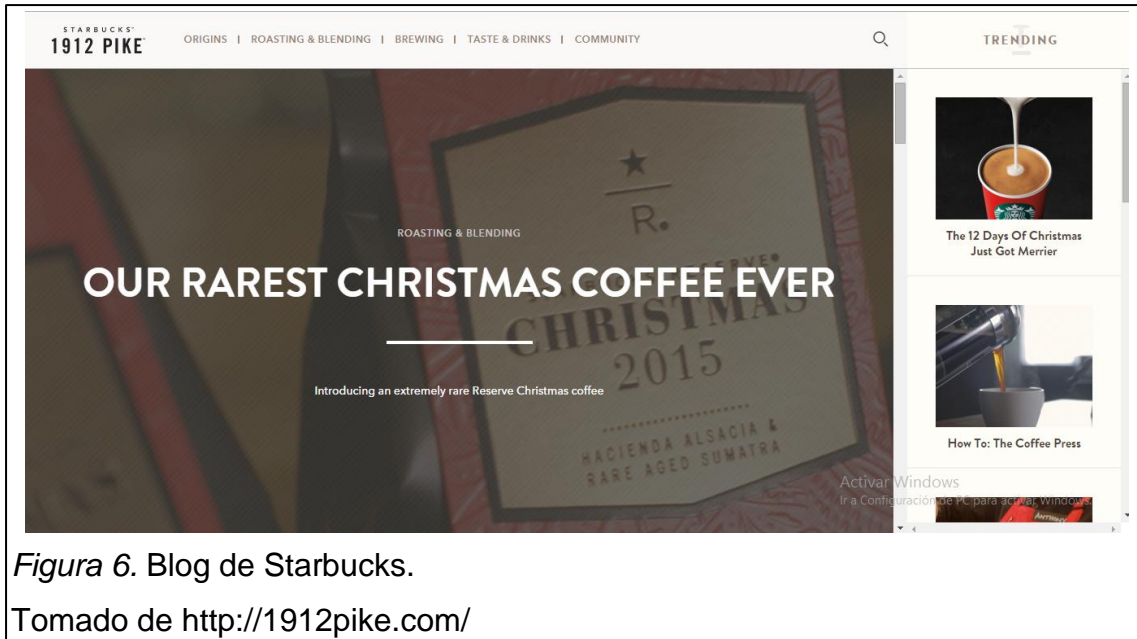 STARBUCKS
1912 PIKE
ORIGINS | ROASTING & BLENDING | BREWING | TASTE & DRINKS | COMMUNITY
TRENDING
ROASTING & BLENDING
OUR RAREST CHRISTMAS COFFEE EVER
Introducing an extremely rare Reserve Christmas coffee
R.
CHRISTMAS
2015
HACIENDA ALSACIA &
RARE AGED SUMATRA
The 12 Days Of Christmas
Just Got Merrier
How To: The Coffee Press
Activar Windows
Ir a Configuración de PC para activar Windows.
Figura 6. Blog de Starbucks.
Tomado de http://1912pike.com/